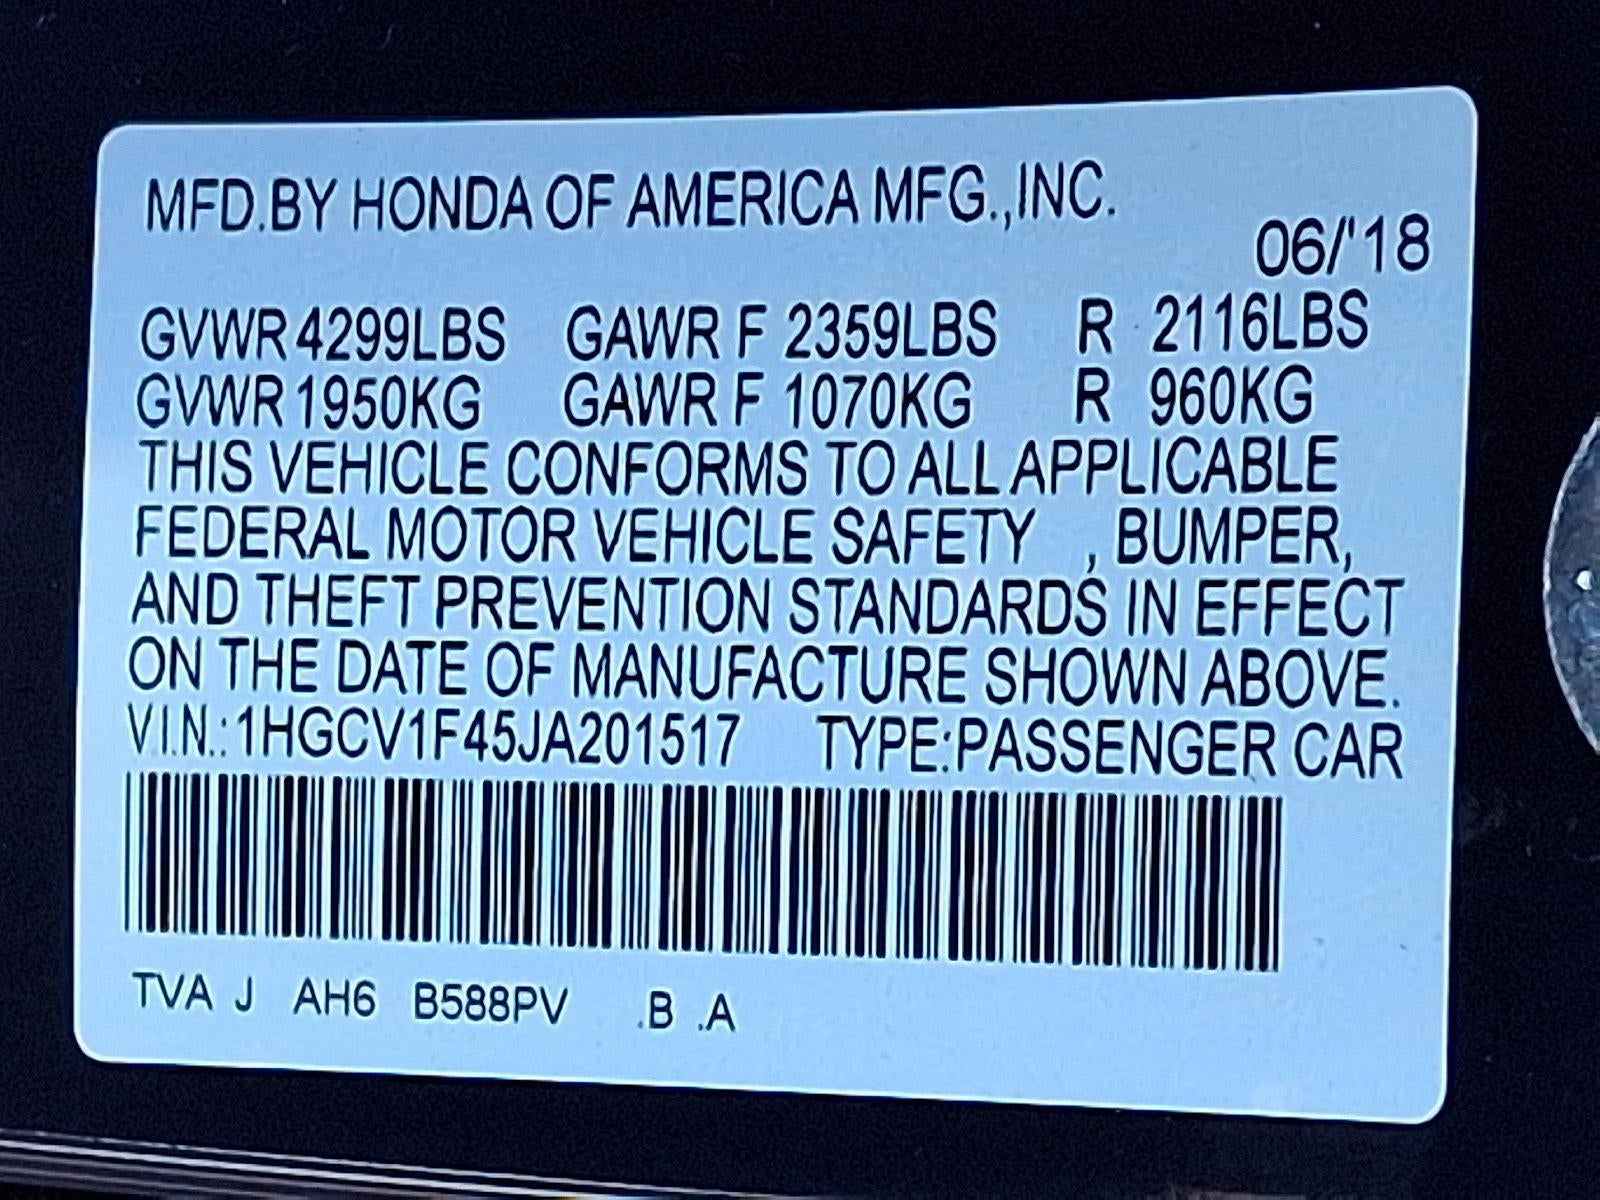 MFD.BY HONDA OF AMERICA MFG.,INC.
06/'18
GVWR 4299LBS GAWR F 2359LBS R 2116LBS
GVWR 1950KG GAWR F 1070KG R 960KG
THIS VEHICLE CONFORMS TO ALL APPLICABLE
FEDERAL MOTOR VEHICLE SAFETY , BUMPER,
AND THEFT PREVENTION STANDARDS IN EFFECT
ON THE DATE OF MANUFACTURE SHOWN ABOVE.
V.I.N.:1HGCV1F45JA201517 TYPE:PASSENGER CAR
TVA J AH6 B588PV .B .A